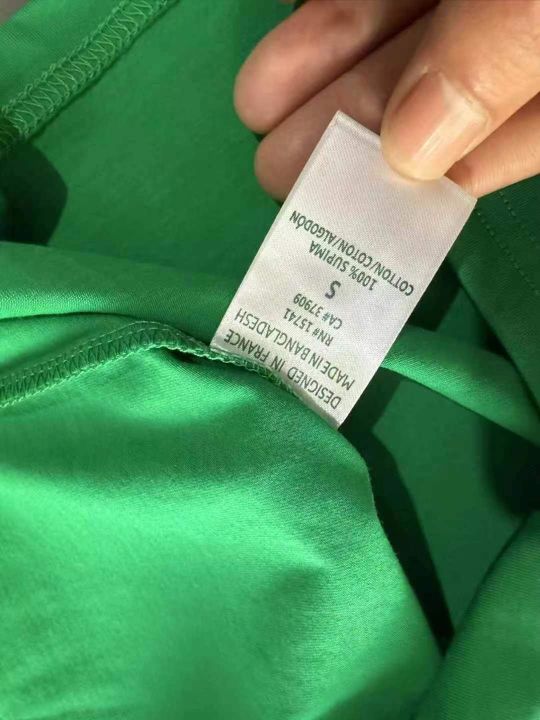 DESIGNED IN FRANCE
MADE IN BANGLADESH
RN# 15741
CA# 37909
S
100% SUPIMA
COTTON/COTON/ALGODÓN